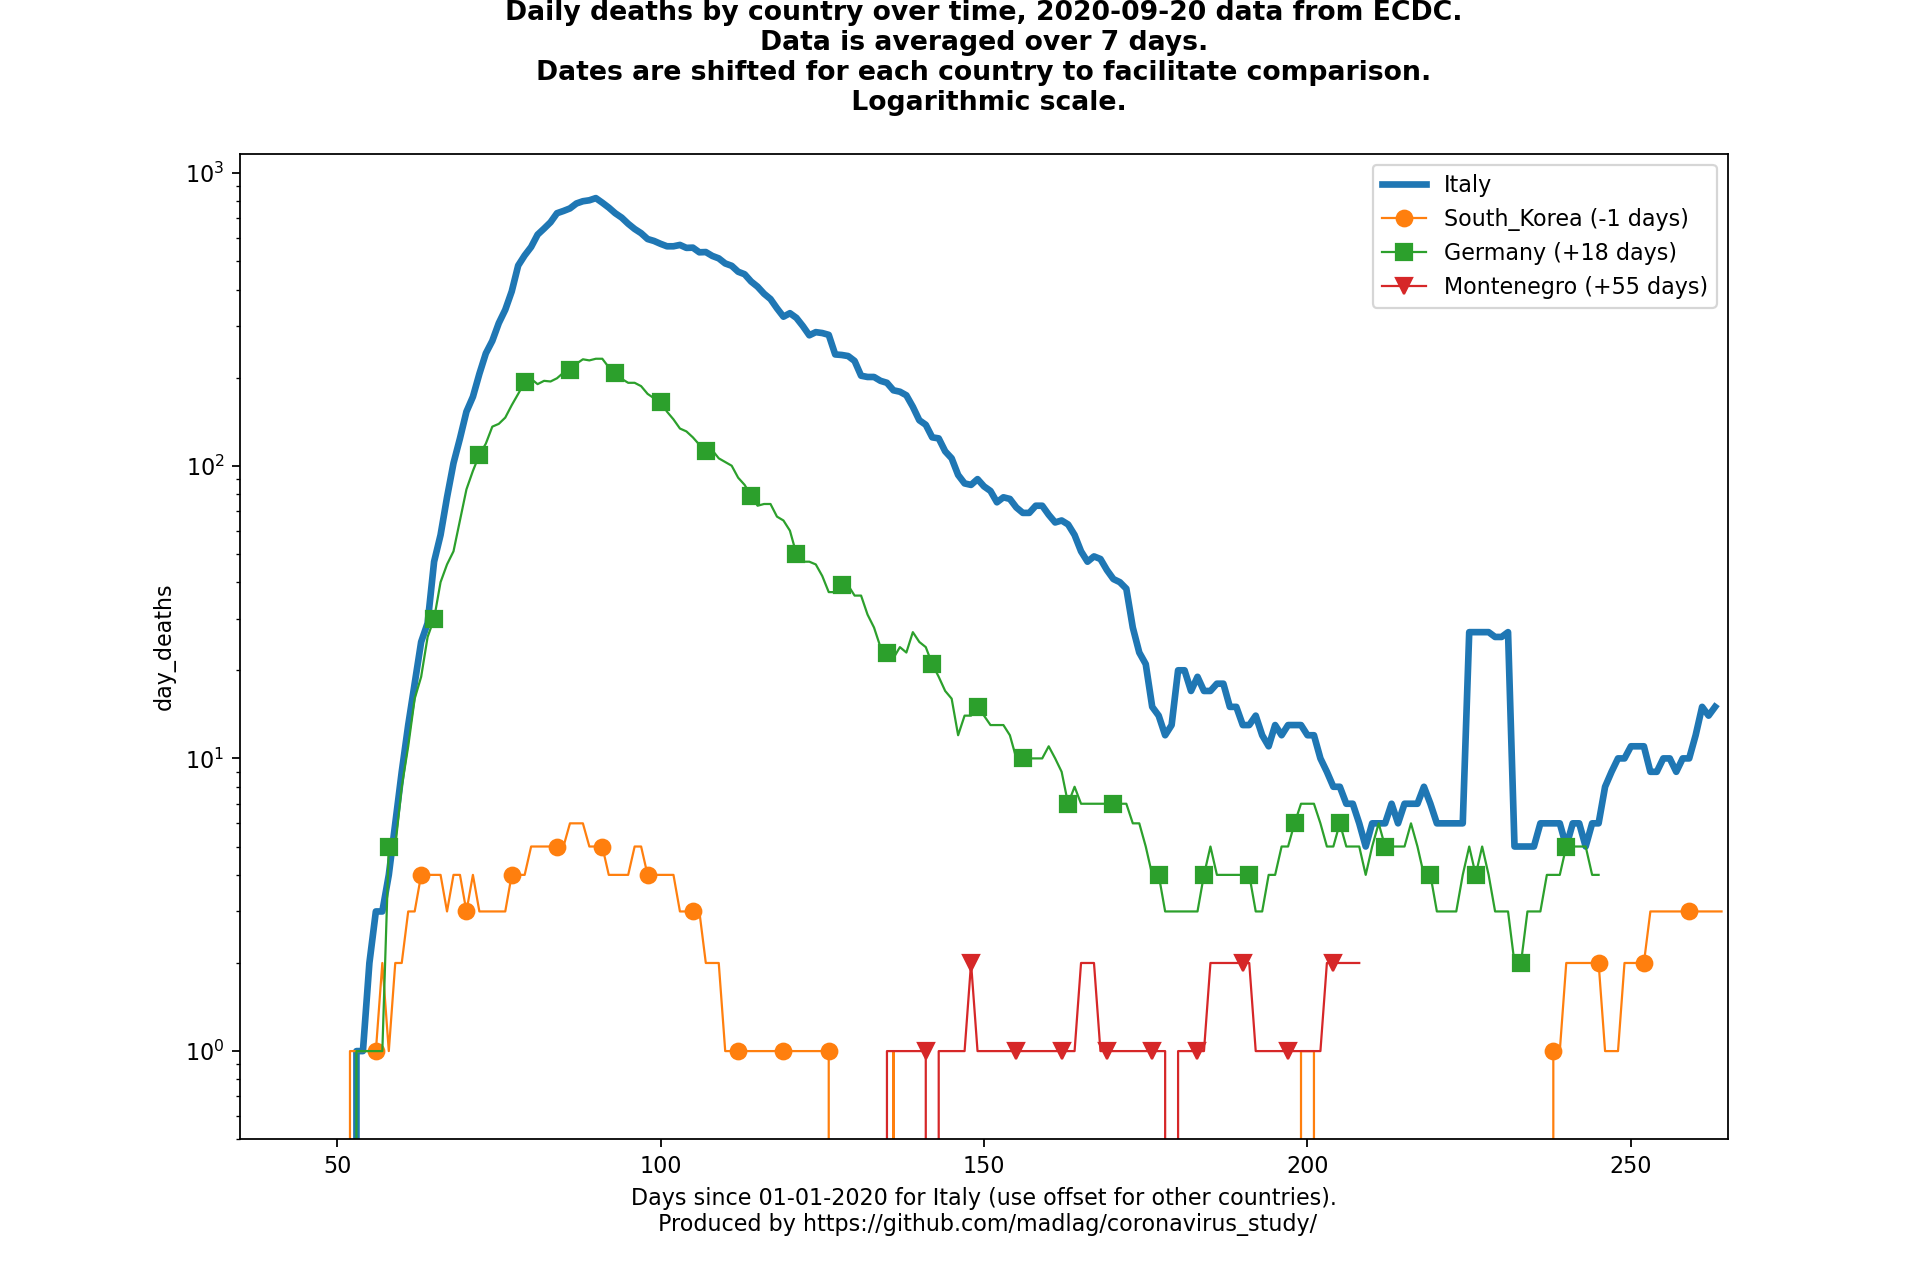 Daily deaths by country over time, 2020-09-20 data from ECDC.
Data is averaged over 7 days.
Dates are shifted for each country to facilitate comparison.
Logarithmic scale.
Italy
South_Korea (-1 days)
Germany (+18 days)
Montenegro (+55 days)
day_deaths
10³
10²
10¹
10⁰
50 100 150 200 250
Days since 01-01-2020 for Italy (use offset for other countries).
Produced by https://github.com/madlag/coronavirus_study/